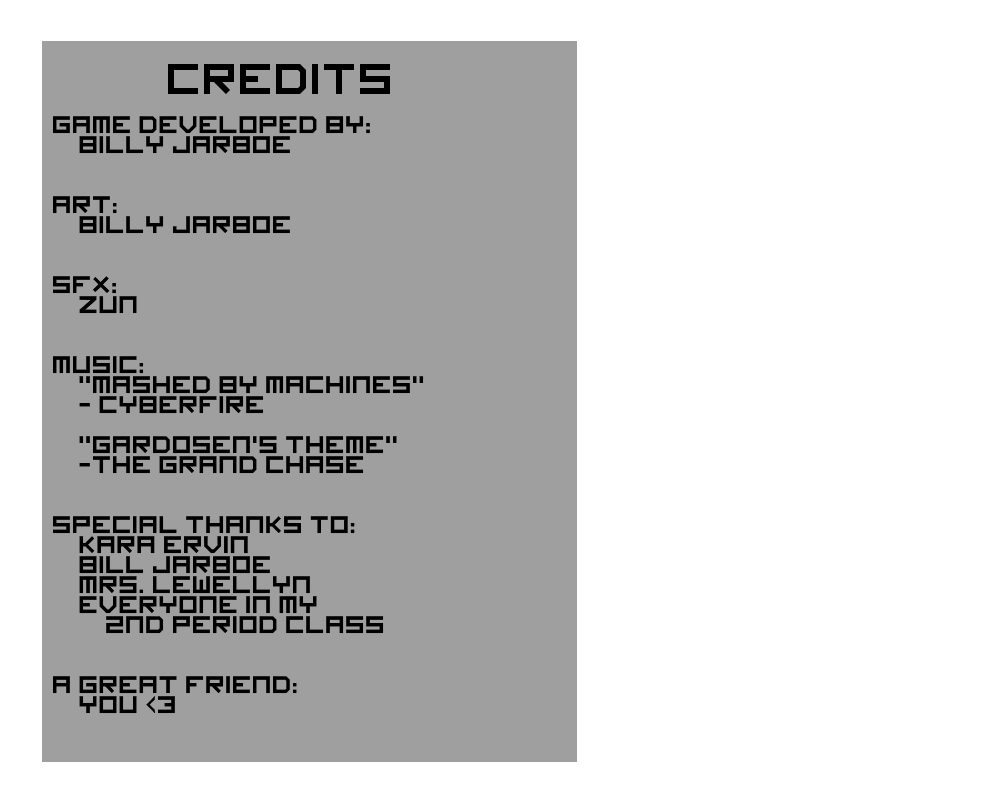 CREDITS
GAME DEVELOPED BY:
BILLY JARBOE
ART:
BILLY JARBOE
SFX:
ZUN
MUSIC:
"MASHED BY MACHINES"
- CYBERFIRE
"GARDOSEN'S THEME"
-THE GRAND CHASE
SPECIAL THANKS TO:
KARA ERVIN
BILL JARBOE
MRS. LEWELLYN
EVERYONE IN MY
2ND PERIOD CLASS
A GREAT FRIEND:
YOU <3